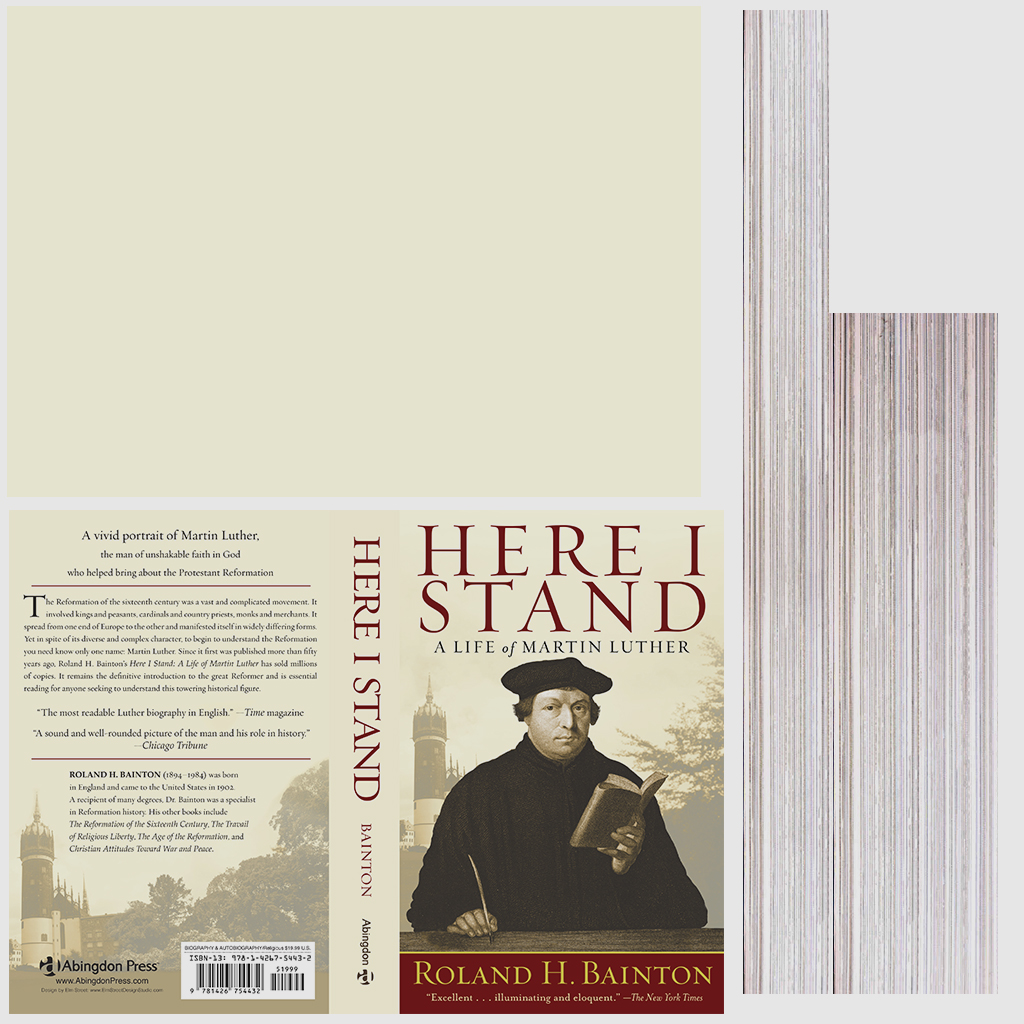 A vivid portrait of Martin Luther,
the man of unshakable faith in God
who helped bring about the Protestant Reformation
The Reformation of the sixteenth century was a vast and complicated movement. It
involved kings and peasants, cardinals and country priests, monks and merchants. It
spread from one end of Europe to the other and manifested itself in widely differing forms.
Yet in spite of its diverse and complex character, to begin to understand the Reformation
you need know only one name: Martin Luther. Since it first was published more than fifty
years ago, Roland H. Bainton's Here I Stand: A Life of Martin Luther has sold millions
of copies. It remains the definitive introduction to the great Reformer and is essential
reading for anyone seeking to understand this towering historical figure.
"The most readable Luther biography in English." —Time magazine
"A sound and well-rounded picture of the man and his role in history."
—Chicago Tribune
ROLAND H. BAINTON (1894–1984) was born
in England and came to the United States in 1902.
A recipient of many degrees, Dr. Bainton was a specialist
in Reformation history. His other books include
The Reformation of the Sixteenth Century, The Travail
of Religious Liberty, The Age of the Reformation, and
Christian Attitudes Toward War and Peace.
Abingdon Press
www.AbingdonPress.com
BIOGRAPHY & AUTOBIOGRAPHY/Religious $19.99 U.S.
ISBN-13: 978-1-4267-5443-2
51999
9 781426 754432
HERE I STAND
BAINTON
Abingdon
HERE I
STAND
A LIFE of MARTIN LUTHER
ROLAND H. BAINTON
"Excellent . . . illuminating and eloquent." —The New York Times